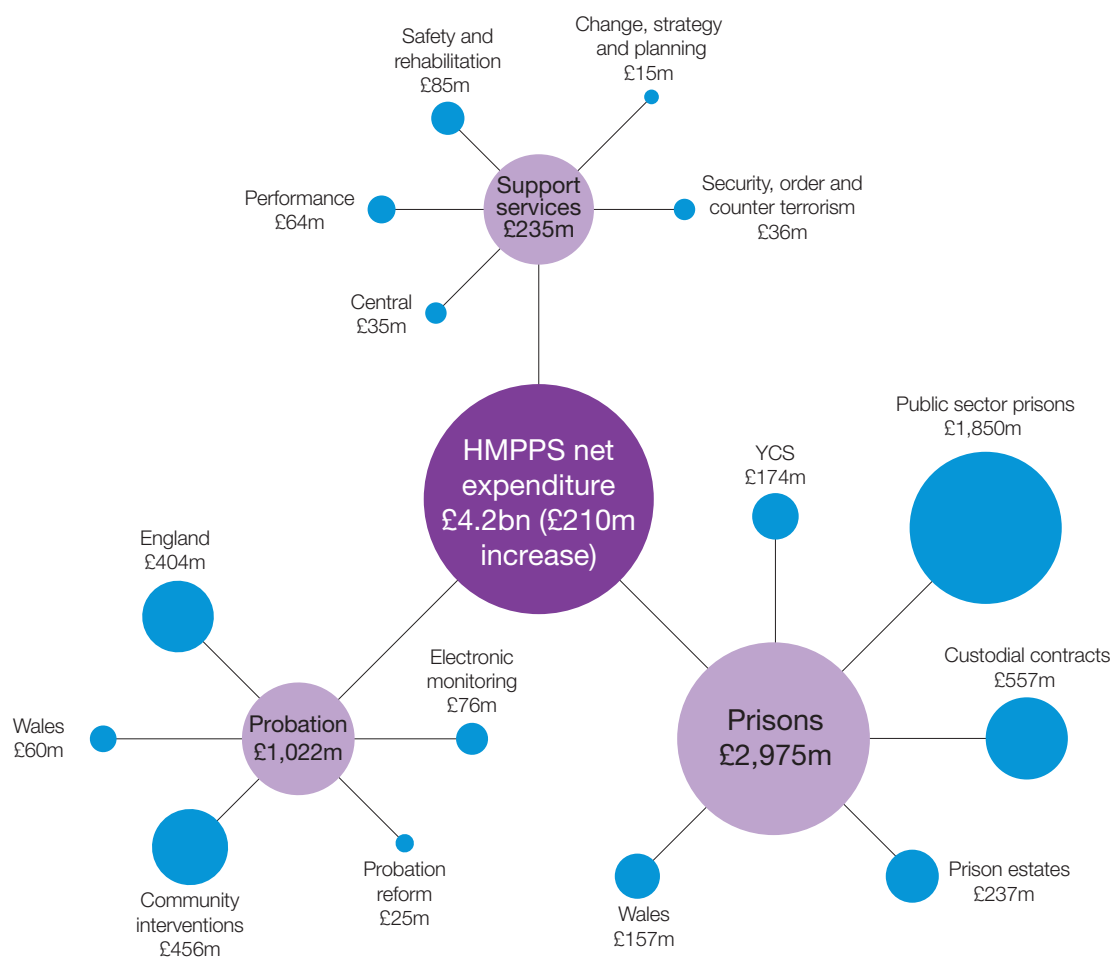 Safety and
rehabilitation
£85m
Change, strategy
and planning
£15m
Performance
£64m
Support
services
£235m
Security, order and
counter terrorism
£36m
Central
£35m
HMPPS net
expenditure
£4.2bn (£210m
increase)
Public sector prisons
£1,850m
YCS
£174m
England
£404m
Electronic
monitoring
£76m
Custodial contracts
£557m
Wales
£60m
Probation
£1,022m
Prisons
£2,975m
Community
interventions
£456m
Probation
reform
£25m
Wales
£157m
Prison estates
£237m